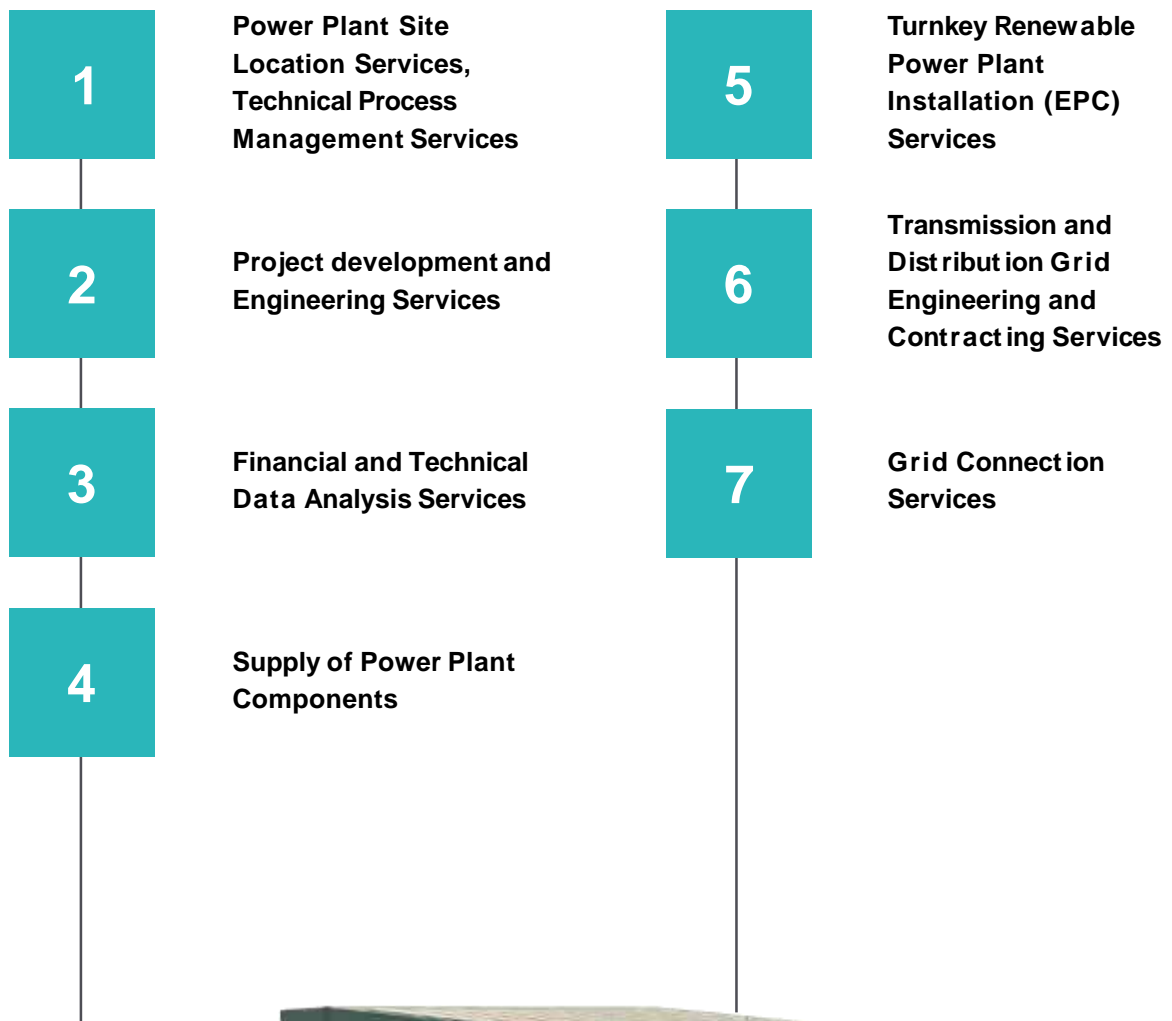 1
Power Plant Site
Location Services,
Technical Process
Management Services
2
Project development and
Engineering Services
3
Financial and Technical
Data Analysis Services
4
Supply of Power Plant
Components
5
Turnkey Renewable
Power Plant
Installation (EPC)
Services
6
Transmission and
Distribution Grid
Engineering and
Contracting Services
7
Grid Connection
Services